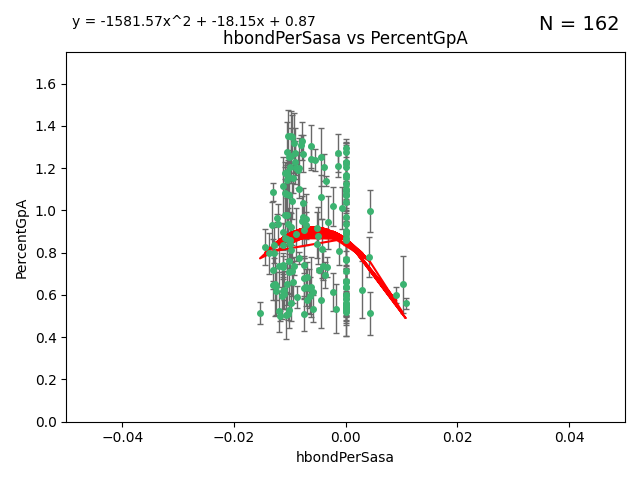 y = -1581.57x^2 + -18.15x + 0.87
N = 162
hbondPerSasa vs PercentGpA
PercentGpA
1.6
1.4
1.2
1.0
0.8
0.6
0.4
0.2
0.0
−0.04 −0.02 0.00 0.02 0.04
hbondPerSasa